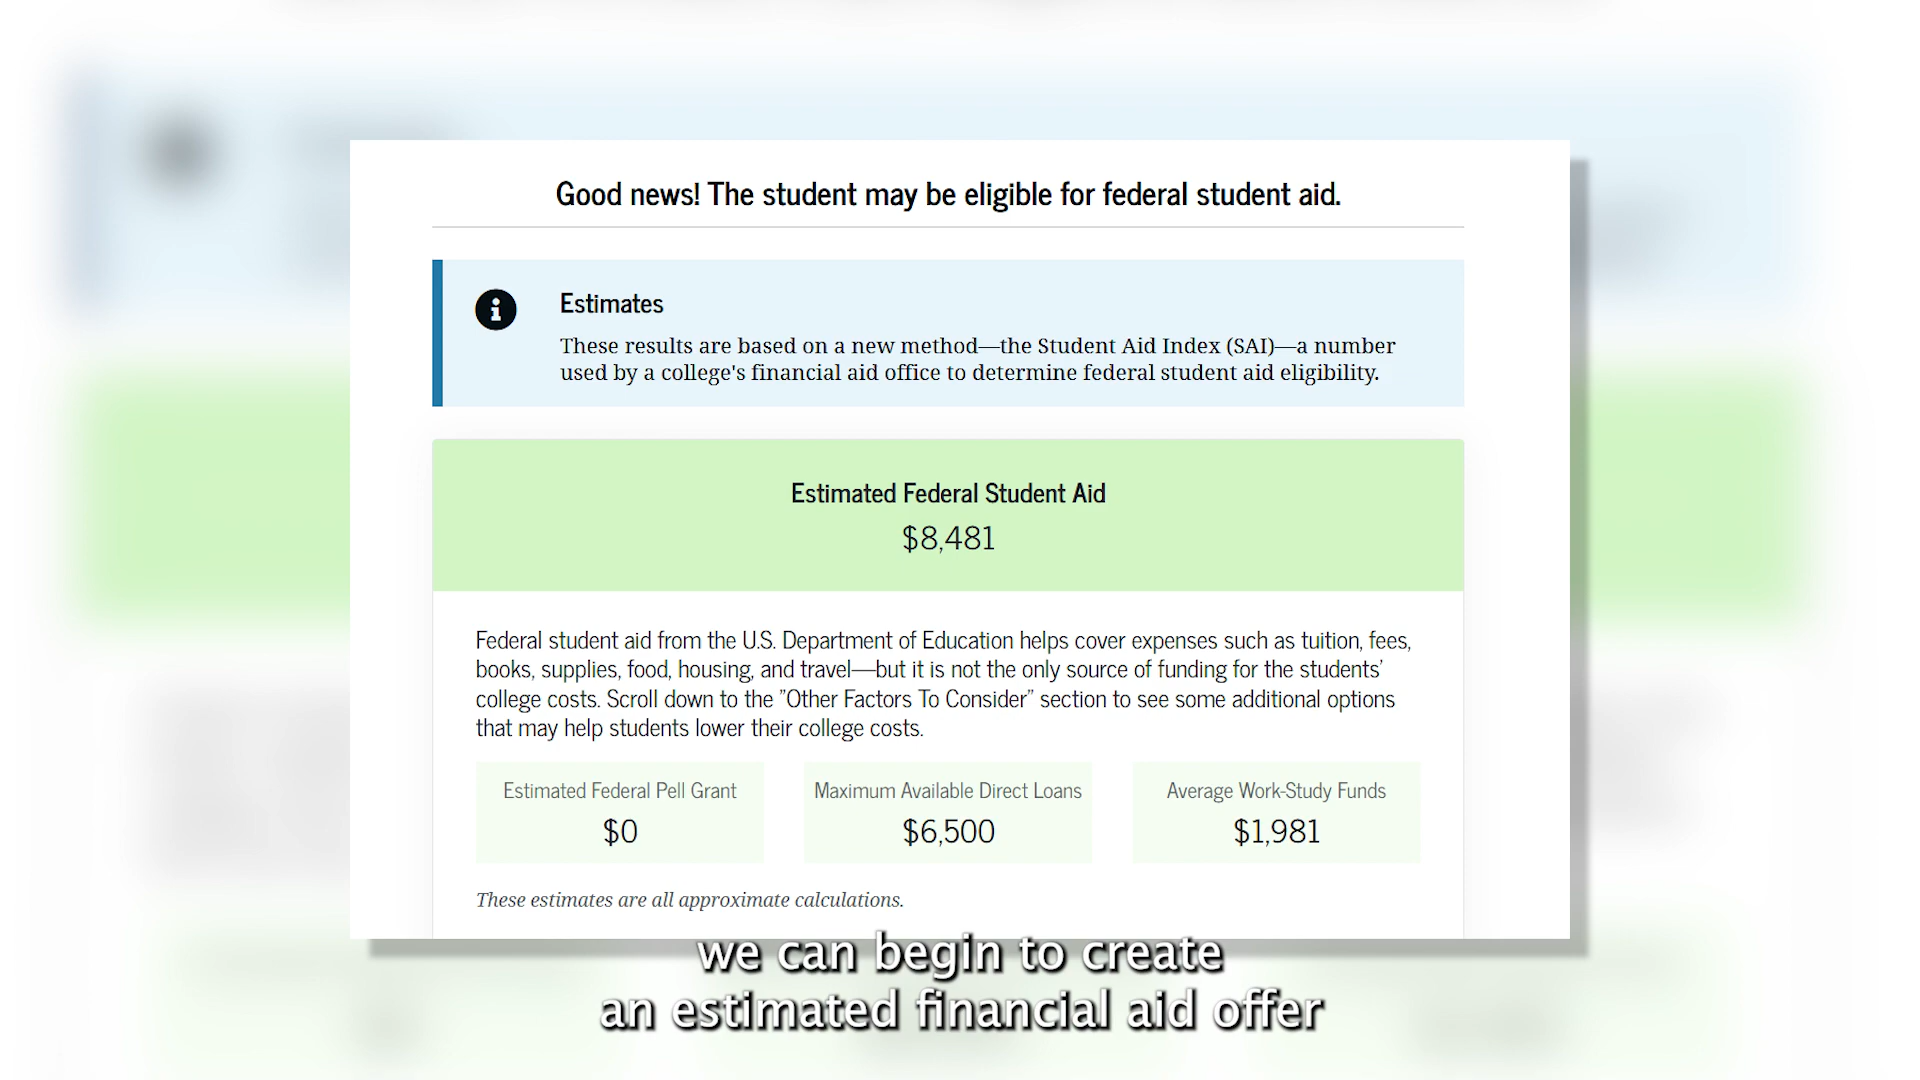 Good news! The student may be eligible for federal student aid.
Estimates
These results are based on a new method—the Student Aid Index (SAI)—a number
used by a college's financial aid office to determine federal student aid eligibility.
Estimated Federal Student Aid
$8,481
Federal student aid from the U.S. Department of Education helps cover expenses such as tuition, fees,
books, supplies, food, housing, and travel—but it is not the only source of funding for the students’
college costs. Scroll down to the ”Other Factors To Consider” section to see some additional options
that may help students lower their college costs.
Estimated Federal Pell Grant
$0
Maximum Available Direct Loans
$6,500
Average Work-Study Funds
$1,981
These estimates are all approximate calculations.
we can begin to create
an estimated financial aid offer